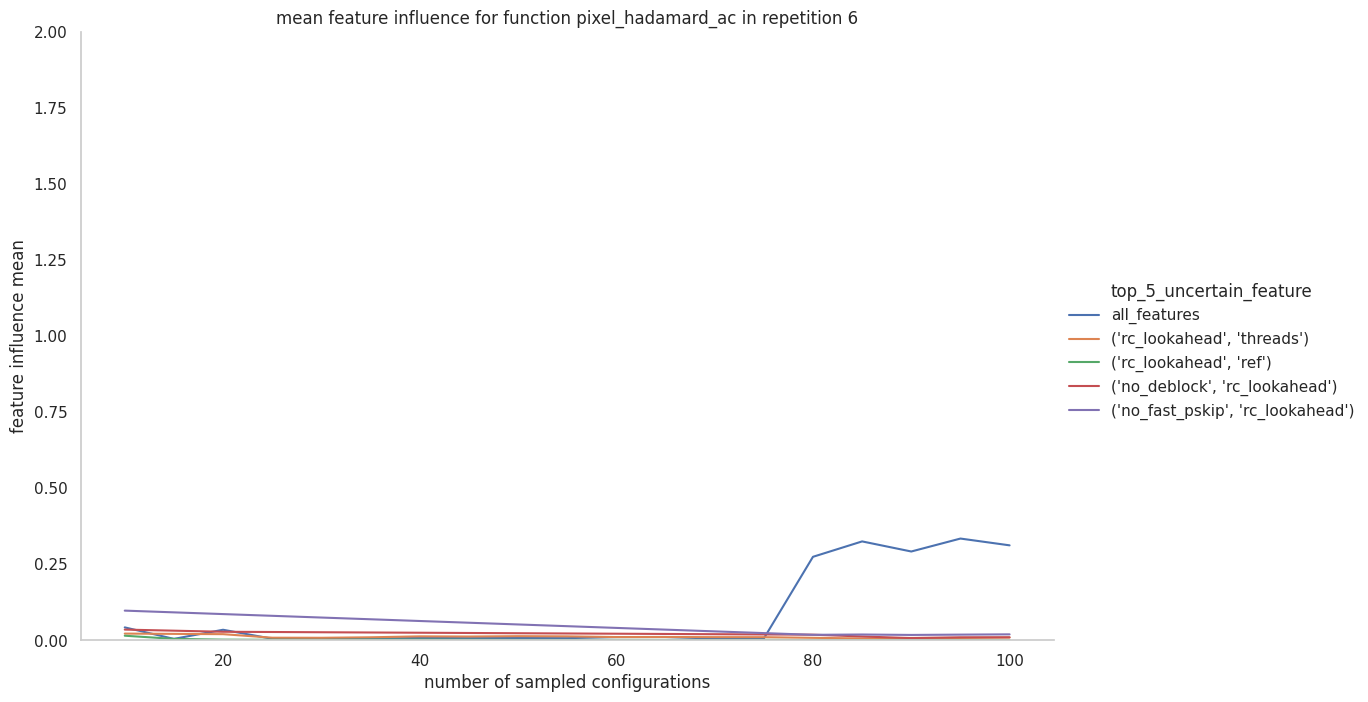 mean feature influence for function pixel_hadamard_ac in repetition 6
2.00
1.75
1.50
1.25
1.00
0.75
0.50
0.25
0.00
feature influence mean
20
40
60
80
100
number of sampled configurations
top_5_uncertain_feature
all_features
('rc_lookahead', 'threads')
('rc_lookahead', 'ref')
('no_deblock', 'rc_lookahead')
('no_fast_pskip', 'rc_lookahead')